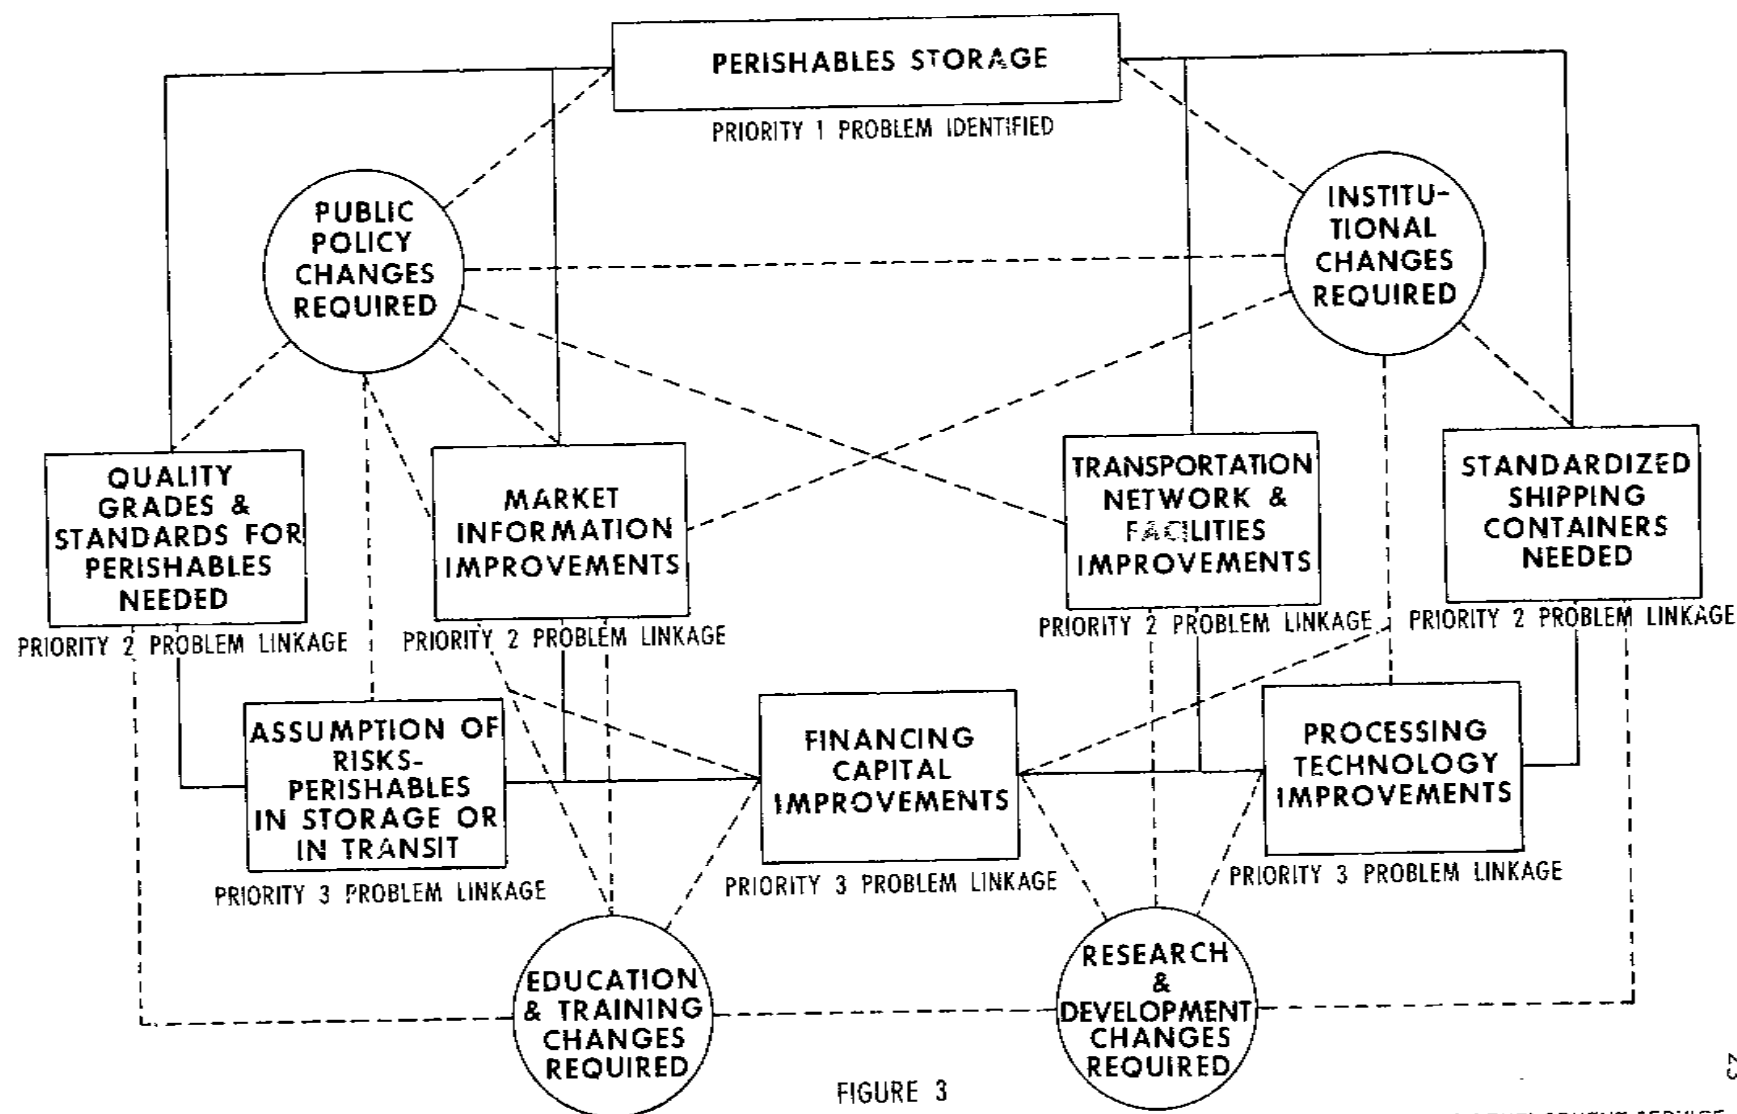 PERISHABLES STORAGE
PRIORITY 1 PROBLEM IDENTIFIED
PUBLIC
POLICY
CHANGES
REQUIRED
INSTITU-
TIONAL
CHANGES
REQUIRED
QUALITY
GRADES &
STANDARDS FOR
PERISHABLES
NEEDED
PRIORITY 2 PROBLEM LINKAGE
MARKET
INFORMATION
IMPROVEMENTS
PRIORITY 2 PROBLEM LINKAGE
TRANSPORTATION
NETWORK &
FACILITIES
IMPROVEMENTS
PRIORITY 2 PROBLEM LINKAGE
STANDARDIZED
SHIPPING
CONTAINERS
NEEDED
PRIORITY 2 PROBLEM LINKAGE
ASSUMPTION OF
RISKS-
PERISHABLES
IN STORAGE OR
IN TRANSIT
PRIORITY 3 PROBLEM LINKAGE
FINANCING
CAPITAL
IMPROVEMENTS
PRIORITY 3 PROBLEM LINKAGE
PROCESSING
TECHNOLOGY
IMPROVEMENTS
PRIORITY 3 PROBLEM LINKAGE
EDUCATION
& TRAINING
CHANGES
REQUIRED
RESEARCH
&
DEVELOPMENT
CHANGES
REQUIRED
FIGURE 3